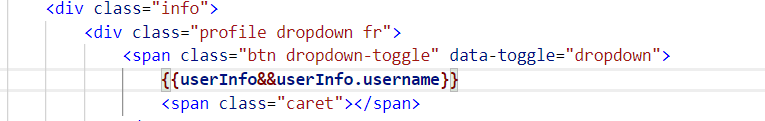 <div class="info">
<div class="profile dropdown fr">
<span class="btn dropdown-toggle" data-toggle="dropdown">
{{userInfo&&userInfo.username}}
<span class="caret"></span>